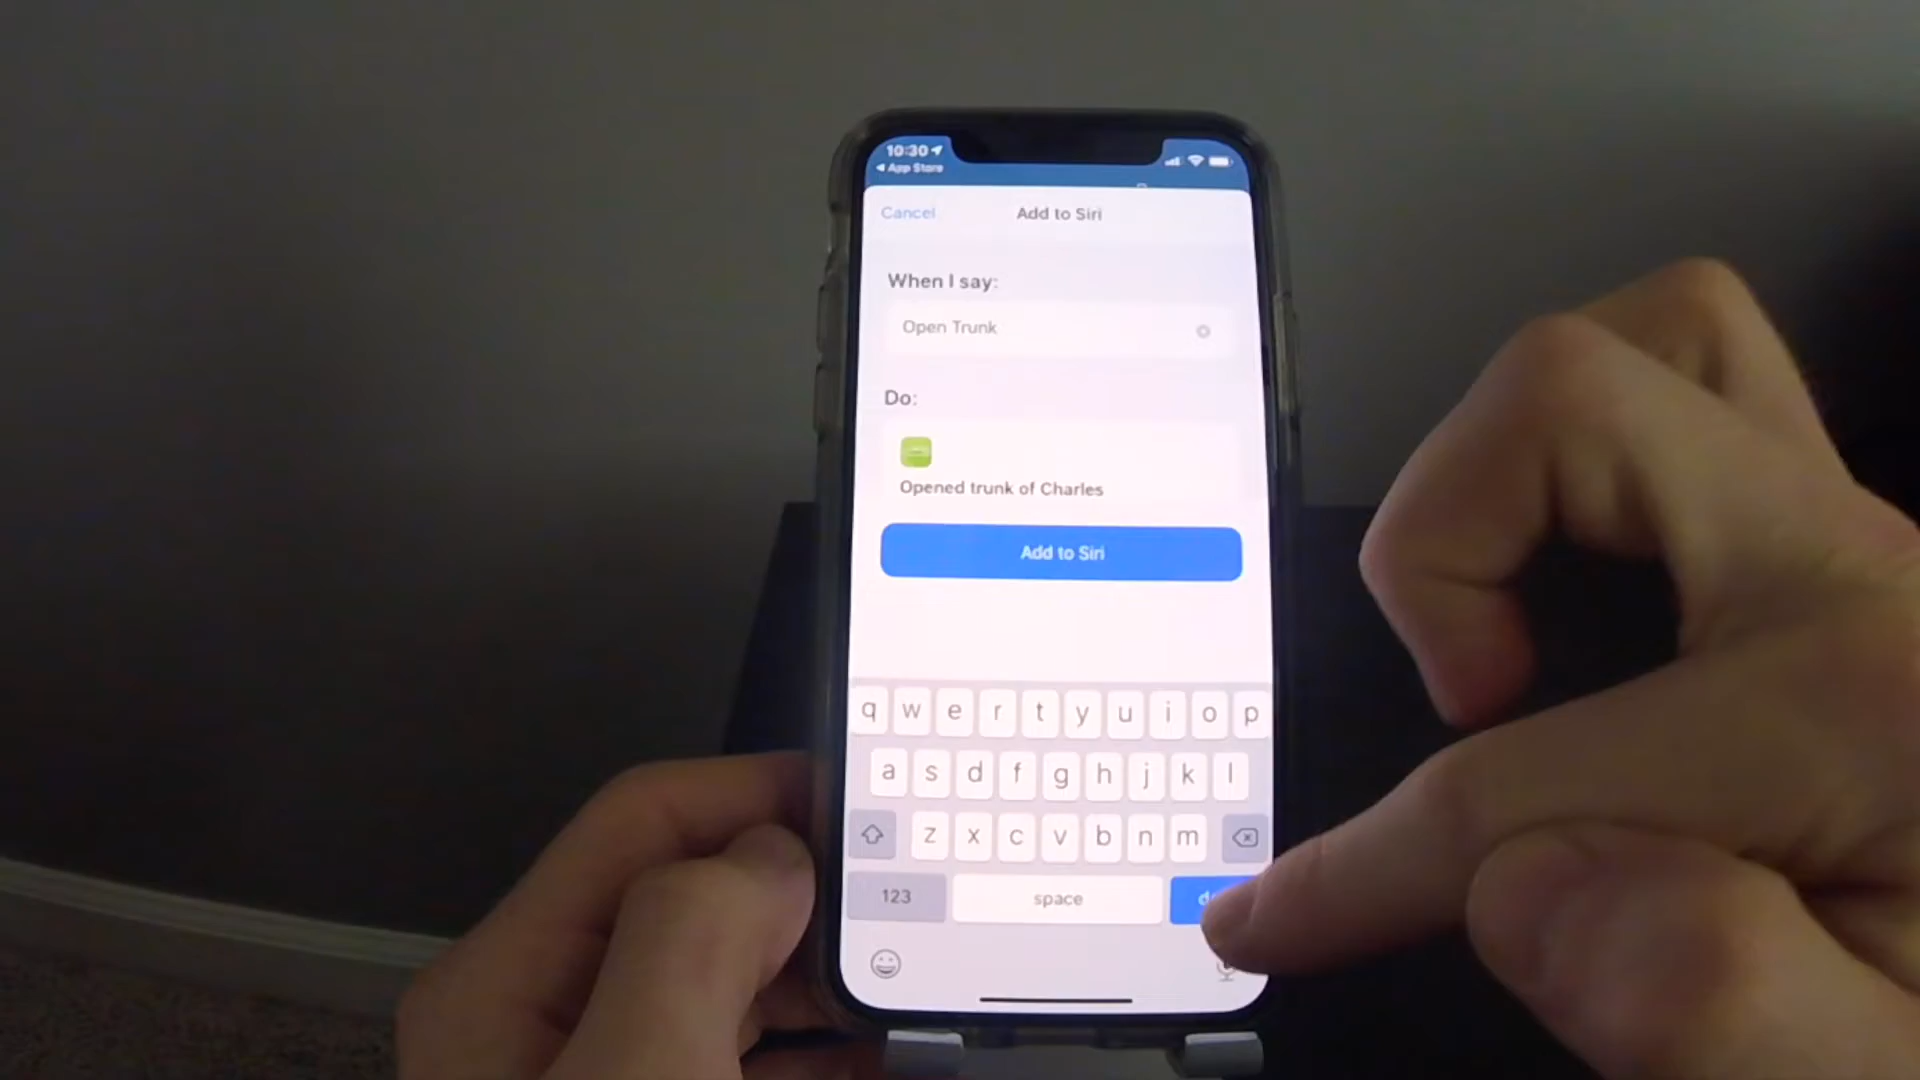 10:30
App Store
Cancel
Add to Siri
When I say:
Open Trunk
Do:
Opened trunk of Charles
Add to Siri
q w e r t y u i o p
a s d f g h j k l
z x c v b n m
123 space